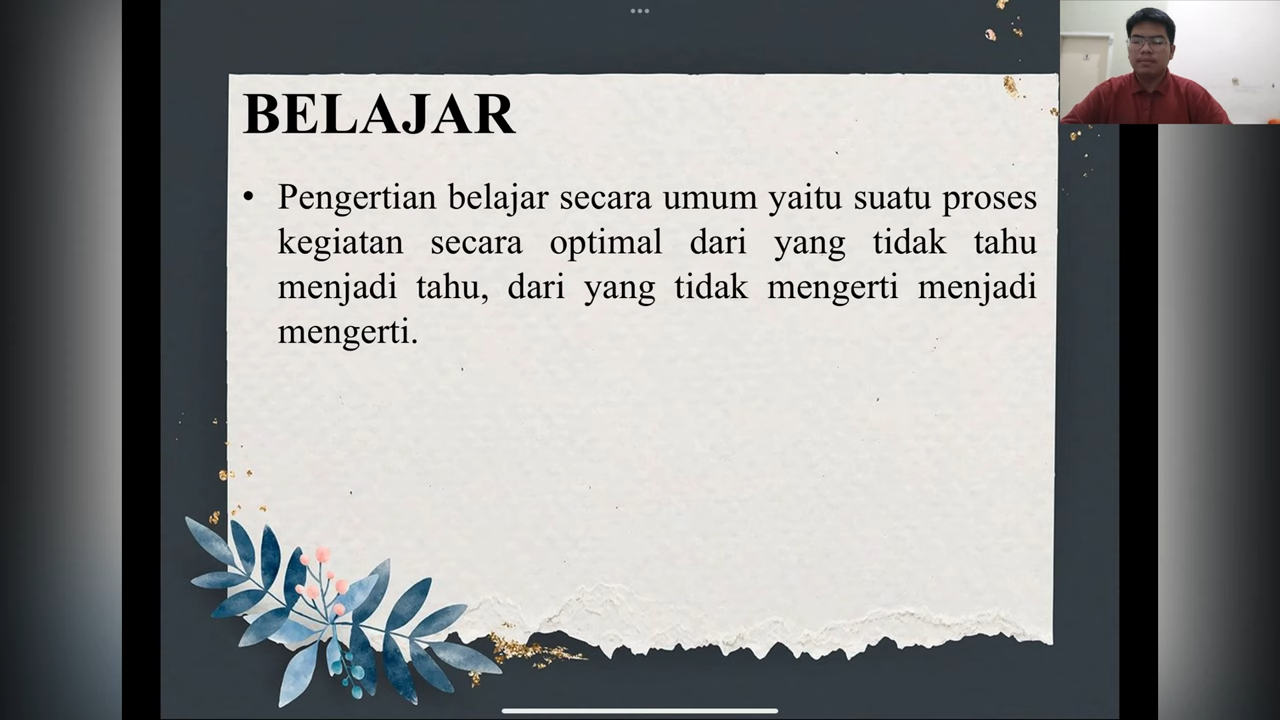 BELAJAR
• Pengertian belajar secara umum yaitu suatu proses
kegiatan secara optimal dari yang tidak tahu
menjadi tahu, dari yang tidak mengerti menjadi
mengerti.